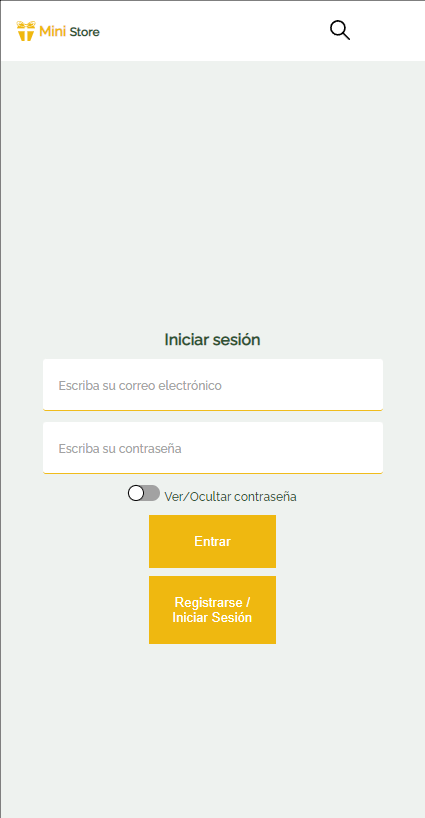 Mini Store
Iniciar sesión
Escriba su correo electrónico
Escriba su contraseña
Ver/Ocultar contraseña
Entrar
Registrarse /
Iniciar Sesión